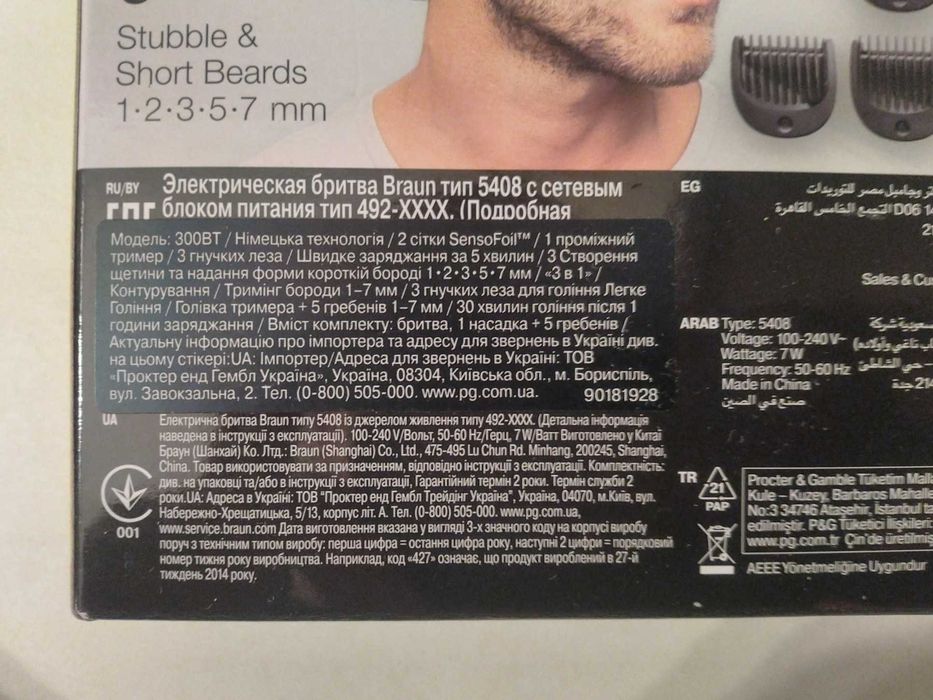 Stubble &
Short Beards
1·2·3·5·7 mm
RU/BY Электрическая бритва Braun тип 5408 с сетевым
блоком питания тип 492-XXXX. (Подробная
Модель: 300BT / Німецька технологія / 2 сітки SensoFoil™ / 1 проміжний
тример / 3 гнучких леза / Швидке заряджання за 5 хвилин / 3 Створення
щетини та надання форми короткій бороді 1·2·3·5·7 мм / «3 в 1» /
Контурування / Тримінг бороди 1–7 мм / 3 гнучких леза для гоління Легке
Гоління / Голівка тримера + 5 гребенів 1–7 мм / 30 хвилин гоління після 1
години заряджання / Вміст комплекту: бритва, 1 насадка + 5 гребенів /
Актуальну інформацію про імпортера та адресу для звернень в Україні див.
на цьому стікері:UA: Імпортер/Адреса для звернень в Україні: ТОВ
«Проктер енд Гембл Україна», Україна, 08304, Київська обл., м. Бориспіль,
вул. Завокзальна, 2. Тел. (0-800) 505-000. www.pg.com.ua. 90181928
UA Електрична бритва Braun типу 5408 із джерелом живлення типу 492-XXXX. (Детальна інформація
наведена в інструкції з експлуатації). 100-240 V/Вольт, 50-60 Hz/Герц, 7 W/Ватт Виготовлено у Китаї
Браун (Шанхай) Ко. Лтд.: Braun (Shanghai) Co., Ltd., 475-495 Lu Chun Rd. Minhang, 200245, Shanghai,
China. Товар використовувати за призначенням, відповідно інструкції з експлуатації. Комплектність:
див. на упаковці та/або в інструкції з експлуатації, Гарантійний термін 2 роки. Термін служби 2
роки.UA: Адреса в Україні: ТОВ "Проктер енд Гембл Трейдінг Україна", Україна, 04070, м.Київ, вул.
Набережно-Хрещатицька, 5/13, корпус літ. А. Тел. (0-800) 505-000. www.pg.com.ua,
www.service.braun.com Дата виготовлення вказана у вигляді 3-х значного коду на корпусі виробу
поруч з технічним типом виробу: перша цифра = остання цифра року, наступні 2 цифри = порядковий
номер тижня року виробництва. Наприклад, код «427» означає, що продукт вироблений в 27-й
тиждень 2014 року.
001
EG
وجامبل مصر للتوريدات
D06 التجمع الخامس القاهرة
Sales &
ARAB Type: 5408
Voltage: 100-240 V~
Wattage: 7 W
Frequency: 50-60 Hz
Made in China
صنع في الصين
TR
21
PAP
Procter & Gamble Tüketim
Kule – Kuzey, Barbaros
No:3 34746 Ataşehir, İstanbul
edilmiştir. P&G Tüketici
www.pg.com.tr Çin'de
AEEE Yönetmeliğine Uygundur